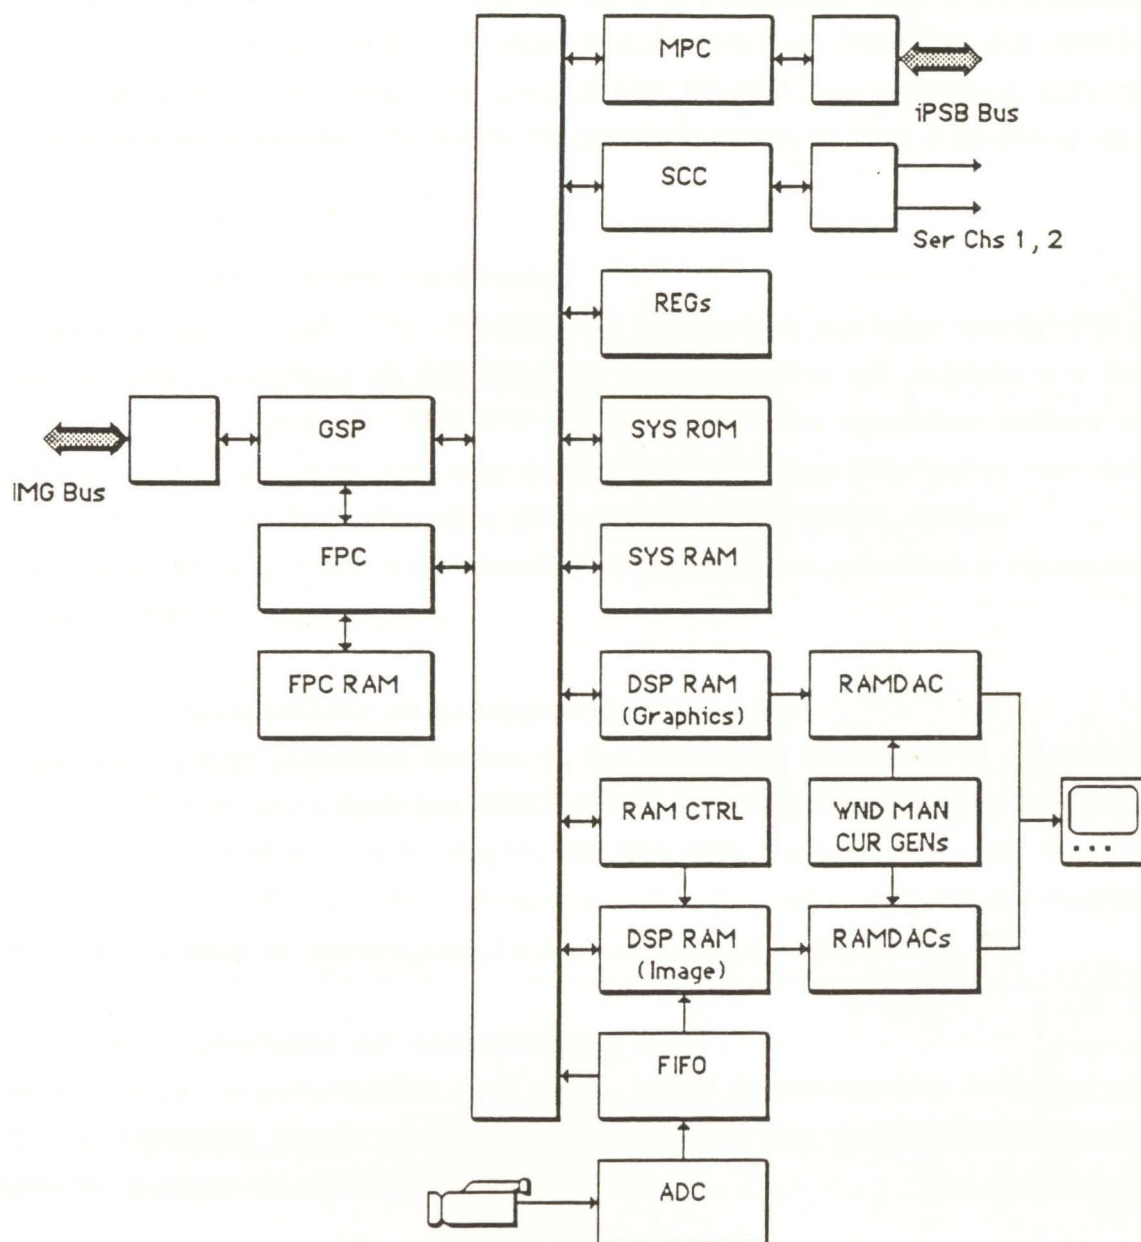 MPC
iPSB Bus
SCC
Ser Chs 1, 2
REGs
GSP
SYS ROM
IMG Bus
FPC
SYS RAM
FPC RAM
DSP RAM
(Graphics)
RAMDAC
RAM CTRL
WND MAN
CUR GENs
DSP RAM
(Image)
RAMDACs
FIFO
ADC